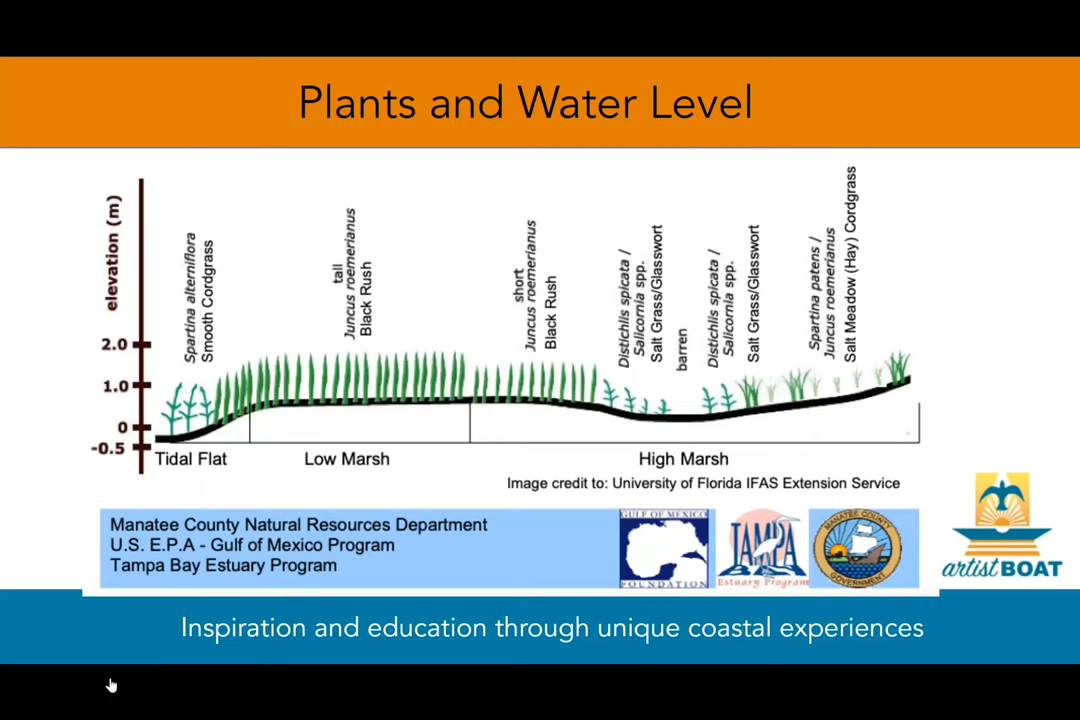 Plants and Water Level
elevation (m)
2.0
1.0
0
-0.5
Spartina alterniflora
Smooth Cordgrass
tall
Juncus roemerianus
Black Rush
short
Juncus roemerianus
Black Rush
Distichlis spicata /
Salicornia spp.
Salt Grass/Glasswort
barren
Distichlis spicata /
Salicornia spp.
Salt Grass/Glasswort
Spartina patens /
Juncus roemerianus
Salt Meadow (Hay) Cordgrass
Tidal Flat
Low Marsh
High Marsh
Image credit to: University of Florida IFAS Extension Service
Manatee County Natural Resources Department
U.S. E.P.A - Gulf of Mexico Program
Tampa Bay Estuary Program
GULF OF MEXICO
FOUNDATION
TAMPA BAY
Estuary Program
MANATEE COUNTY
GOVERNMENT
artist BOAT
Inspiration and education through unique coastal experiences